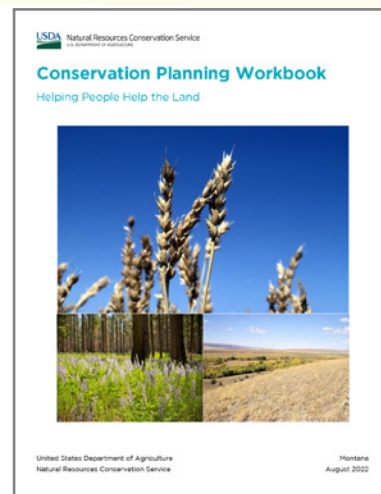 USDA Natural Resources Conservation Service
U.S. DEPARTMENT OF AGRICULTURE
Conservation Planning Workbook
Helping People Help the Land
United States Department of Agriculture
Natural Resources Conservation Service
Montana
August 2022